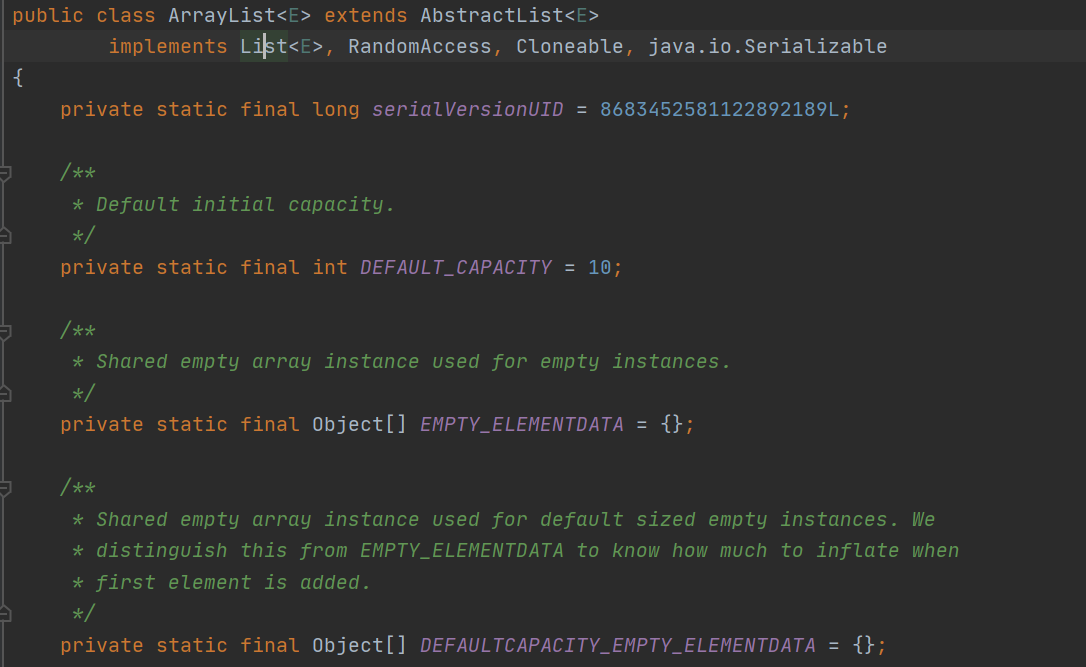 public class ArrayList<E> extends AbstractList<E>
        implements List<E>, RandomAccess, Cloneable, java.io.Serializable
{
    private static final long serialVersionUID = 8683452581122892189L;
    /**
     * Default initial capacity.
     */
    private static final int DEFAULT_CAPACITY = 10;
    /**
     * Shared empty array instance used for empty instances.
     */
    private static final Object[] EMPTY_ELEMENTDATA = {};
    /**
     * Shared empty array instance used for default sized empty instances. We
     * distinguish this from EMPTY_ELEMENTDATA to know how much to inflate when
     * first element is added.
     */
    private static final Object[] DEFAULTCAPACITY_EMPTY_ELEMENTDATA = {};